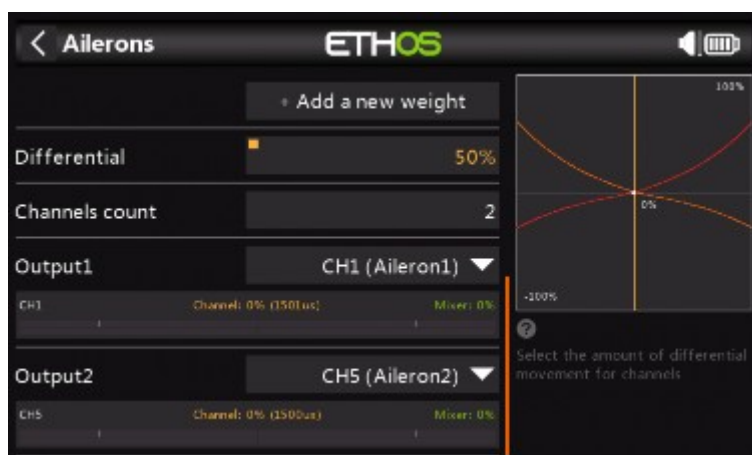 Ailerons
ETHOS
+ Add a new weight
Differential 50%
Channels count 2
Output1 CH1 (Aileron1)
CH1 Channel: 0% (1501us) Mixer: 0%
Output2 CH5 (Aileron2)
CH5 Channel: 0% (1500us) Mixer: 0%
100%
0%
-100%
?
Select the amount of differential
movement for channels